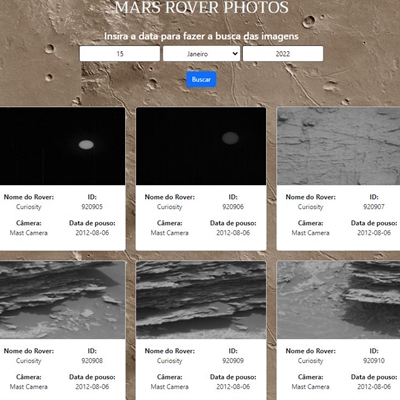 MARS ROVER PHOTOS
Insira a data para fazer a busca das imagens
15 Janeiro 2022
Buscar
Nome do Rover: ID: Nome do Rover: ID: Nome do Rover: ID:
Curiosity 920905 Curiosity 920906 Curiosity 920907
Câmera: Data de pouso: Câmera: Data de pouso: Câmera: Data de pouso:
Mast Camera 2012-08-06 Mast Camera 2012-08-06 Mast Camera 2012-08-06
Nome do Rover: ID: Nome do Rover: ID: Nome do Rover: ID:
Curiosity 920908 Curiosity 920909 Curiosity 920910
Câmera: Data de pouso: Câmera: Data de pouso: Câmera: Data de pouso:
Mast Camera 2012-08-06 Mast Camera 2012-08-06 Mast Camera 2012-08-06